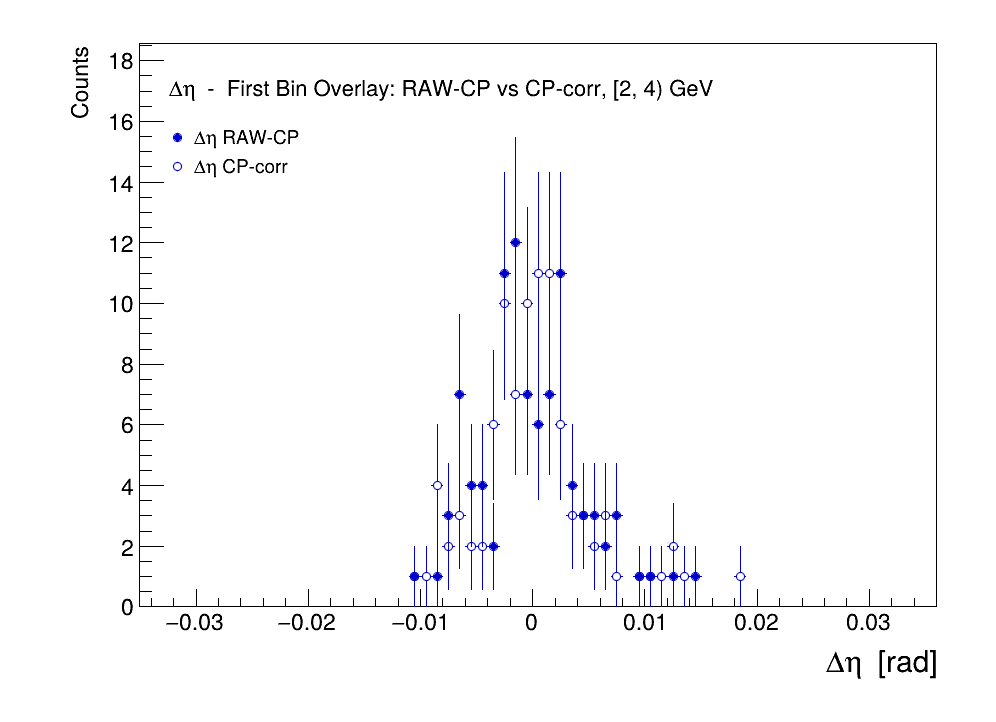 Counts
18
Δη - First Bin Overlay: RAW-CP vs CP-corr, [2, 4) GeV
16
Δη RAW-CP
Δη CP-corr
14
12
10
8
6
4
2
0
−0.03 −0.02 −0.01 0 0.01 0.02 0.03
Δη [rad]